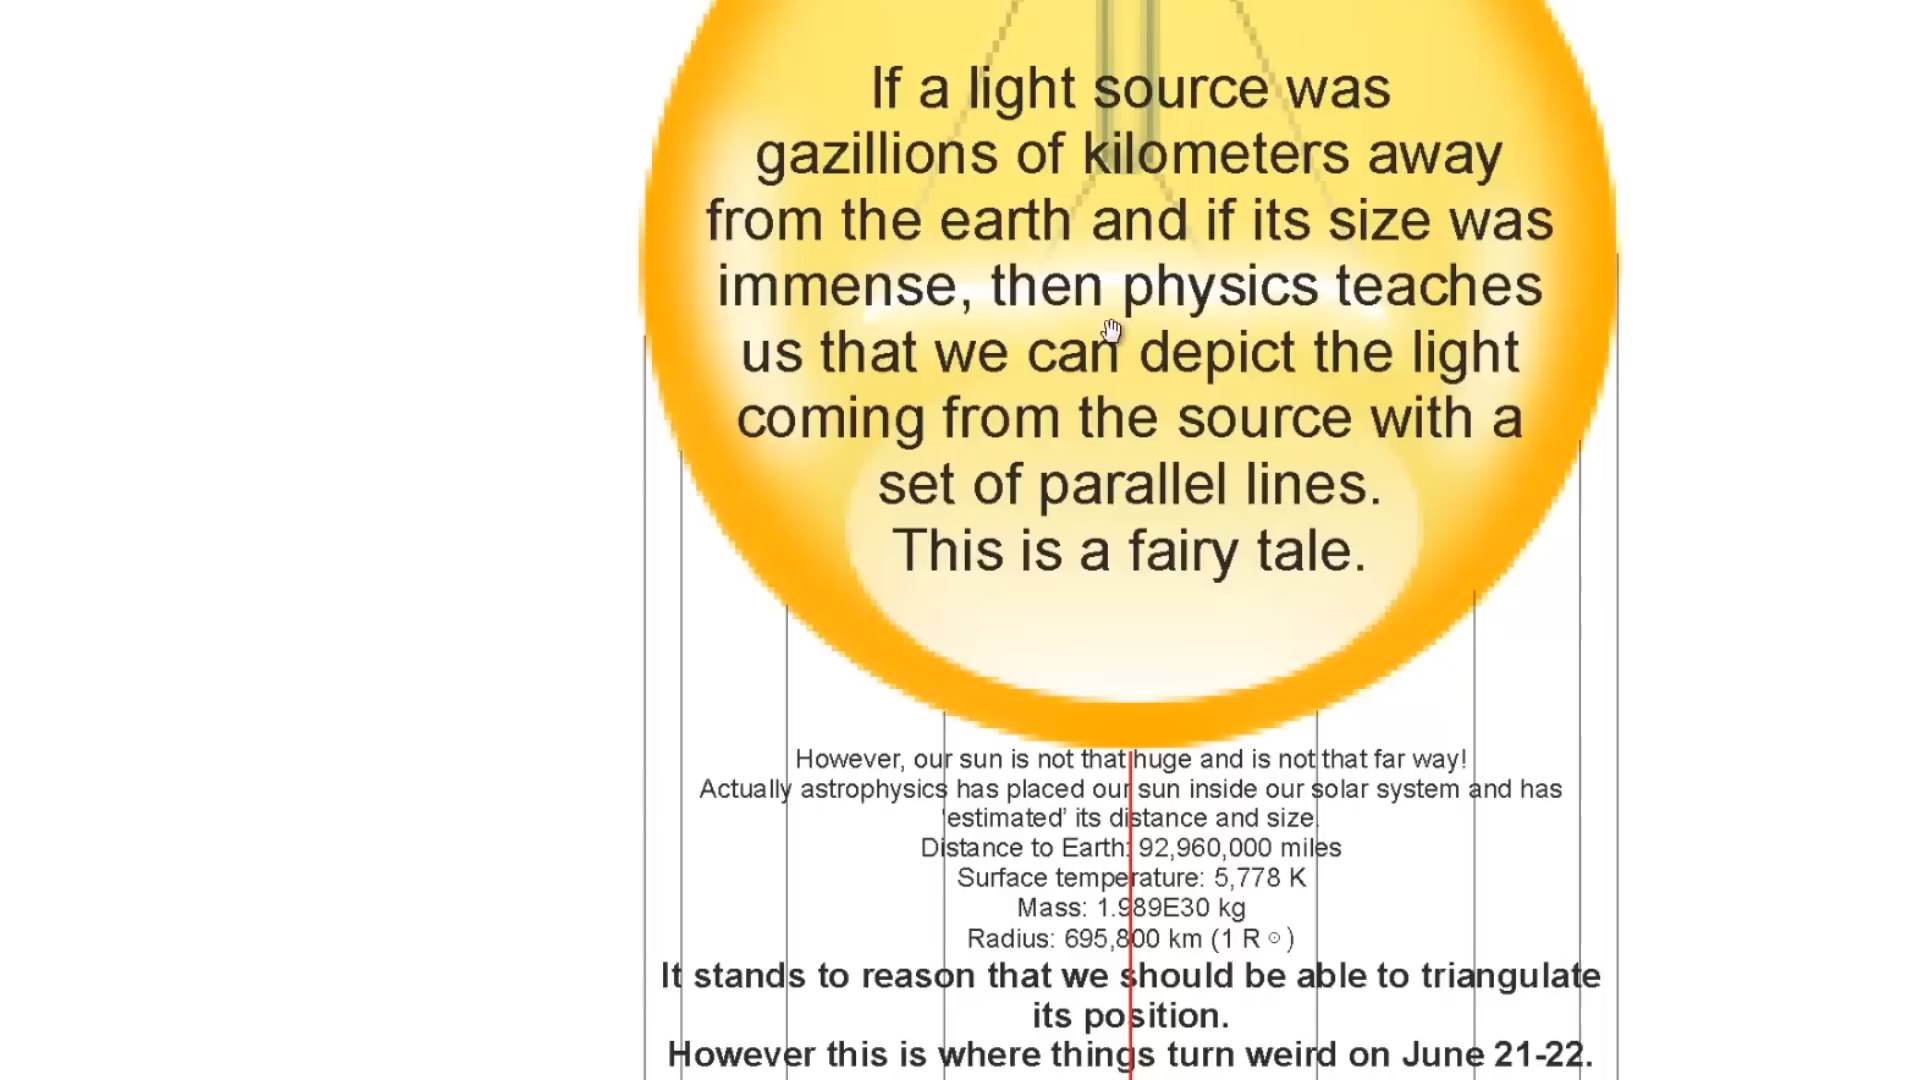 If a light source was
gazillions of kilometers away
from the earth and if its size was
immense, then physics teaches
us that we can depict the light
coming from the source with a
set of parallel lines.
This is a fairy tale.
However, our sun is not that huge and is not that far way!
Actually astrophysics has placed our sun inside our solar system and has
'estimated' its distance and size.
Distance to Earth: 92,960,000 miles
Surface temperature: 5,778 K
Mass: 1.989E30 kg
Radius: 695,800 km (1 R☉)
It stands to reason that we should be able to triangulate
its position.
However this is where things turn weird on June 21-22.